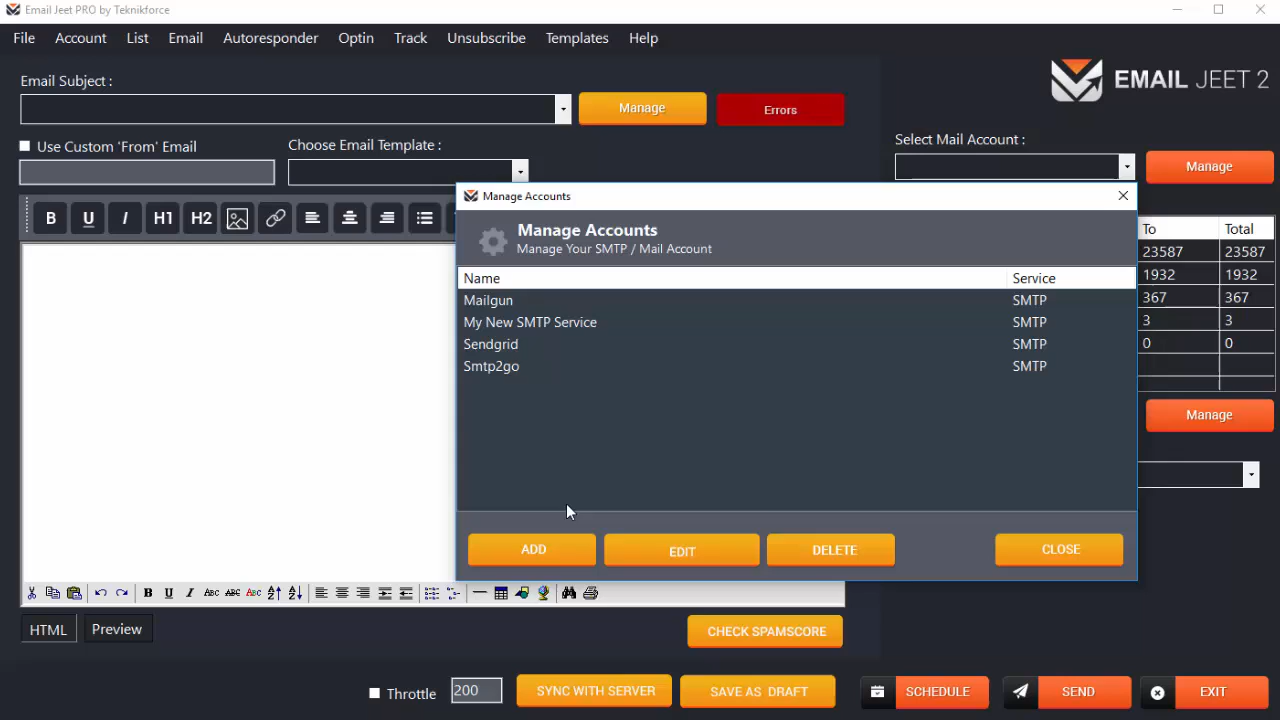 Email Jeet PRO by Teknikforce
File Account List Email Autoresponder Optin Track Unsubscribe Templates Help
EMAIL JEET 2
Email Subject :
Manage
Errors
Use Custom 'From' Email
Choose Email Template :
Select Mail Account :
Manage
B U I H1 H2
Manage Accounts
Manage Accounts
Manage Your SMTP / Mail Account
Name Service
Mailgun SMTP
My New SMTP Service SMTP
Sendgrid SMTP
Smtp2go SMTP
ADD EDIT DELETE CLOSE
To Total
23587 23587
1932 1932
367 367
3 3
0 0
Manage
B U I ABC ABC ABC
HTML Preview
CHECK SPAMSCORE
Throttle 200 SYNC WITH SERVER SAVE AS DRAFT SCHEDULE SEND EXIT